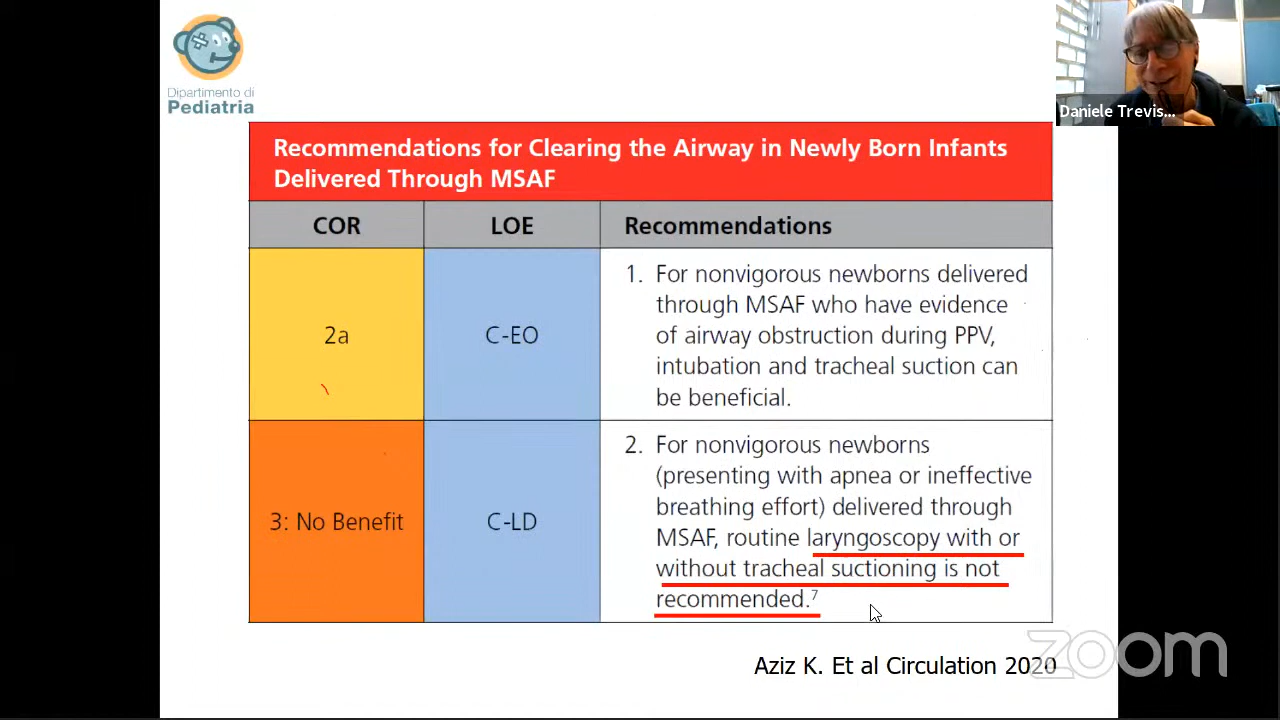 Dipartimento di
Pediatria
Daniele Trevis...
Recommendations for Clearing the Airway in Newly Born Infants
Delivered Through MSAF
COR
LOE
Recommendations
2a
C-EO
1. For nonvigorous newborns delivered
through MSAF who have evidence
of airway obstruction during PPV,
intubation and tracheal suction can
be beneficial.
3: No Benefit
C-LD
2. For nonvigorous newborns
(presenting with apnea or ineffective
breathing effort) delivered through
MSAF, routine laryngoscopy with or
without tracheal suctioning is not
recommended.⁷
Aziz K. Et al Circulation 2020
zoom